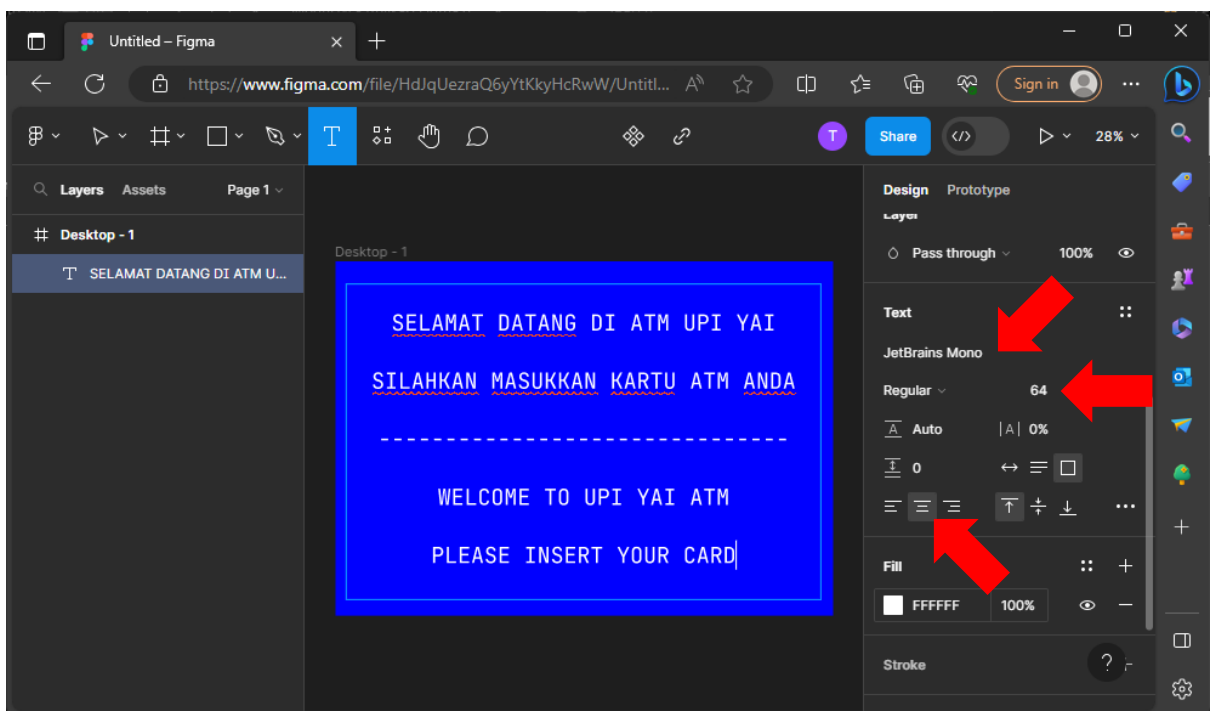 Untitled – Figma
https://www.figma.com/file/HdJqUezraQ6yYtKkyHcRwW/Untitl...
Sign in
T
Share
28%
Layers Assets Page 1
Design Prototype
Desktop - 1
T SELAMAT DATANG DI ATM U...
Layer
Pass through 100%
Desktop - 1
SELAMAT DATANG DI ATM UPI YAI
SILAHKAN MASUKKAN KARTU ATM ANDA
-------------------------------
WELCOME TO UPI YAI ATM
PLEASE INSERT YOUR CARD
Text
JetBrains Mono
Regular 64
A Auto |A| 0%
0
Fill
FFFFFF 100%
Stroke
?